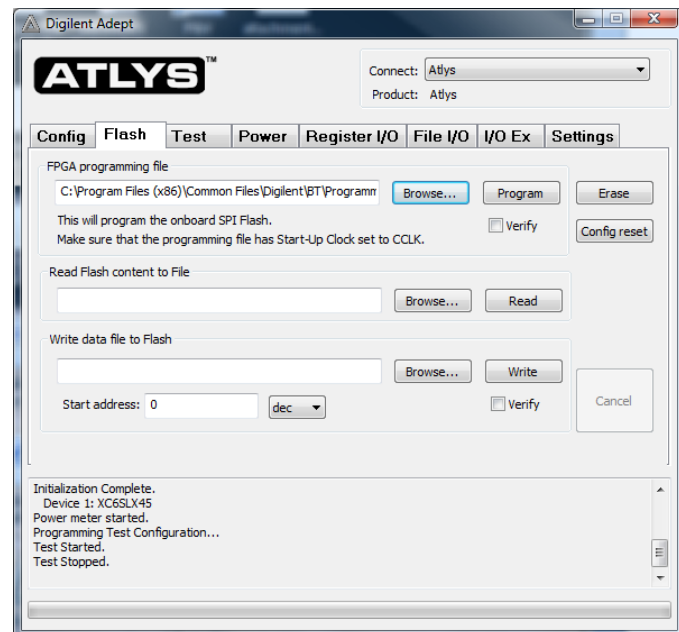 Digilent Adept
ATLYS™
Connect: Atlys
Product: Atlys
Config Flash Test Power Register I/O File I/O I/O Ex Settings
FPGA programming file
C:\Program Files (x86)\Common Files\Digilent\BT\Programm Browse... Program Erase
This will program the onboard SPI Flash. Verify
Make sure that the programming file has Start-Up Clock set to CCLK. Config reset
Read Flash content to File
Browse... Read
Write data file to Flash
Browse... Write
Start address: 0 dec Verify Cancel
Initialization Complete.
Device 1: XC6SLX45
Power meter started.
Programming Test Configuration...
Test Started.
Test Stopped.